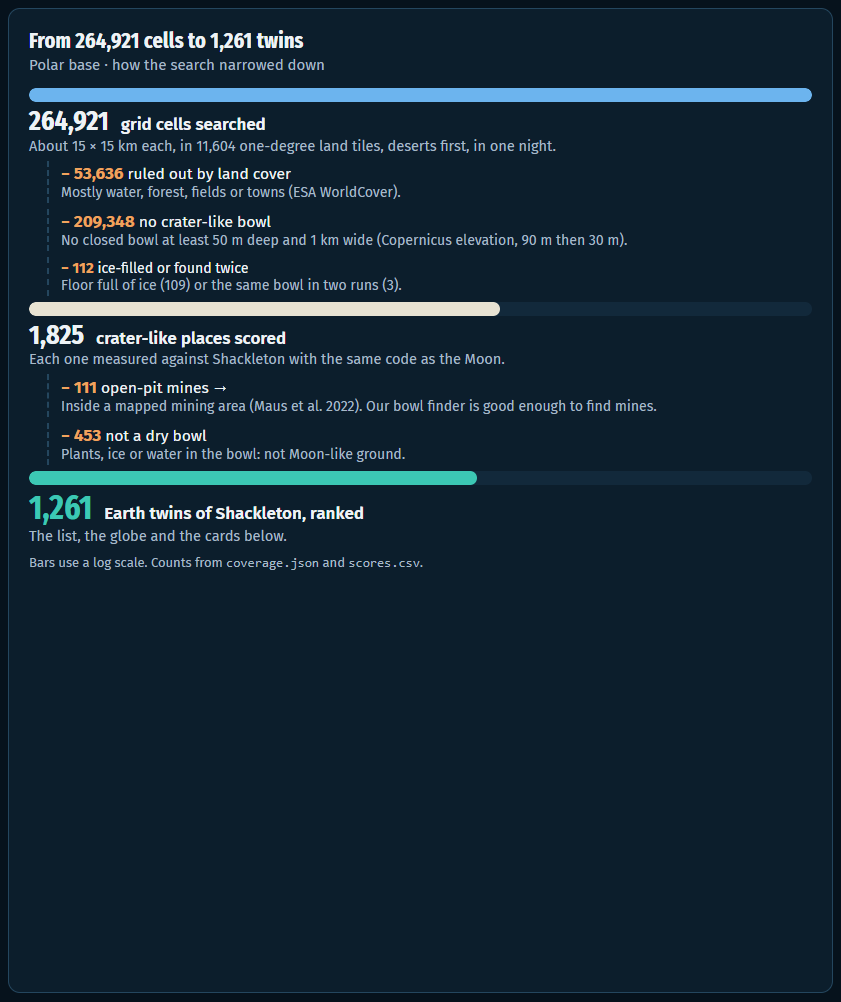 From 264,921 cells to 1,261 twins
Polar base · how the search narrowed down
264,921 grid cells searched
About 15 × 15 km each, in 11,604 one-degree land tiles, deserts first, in one night.
− 53,636 ruled out by land cover
Mostly water, forest, fields or towns (ESA WorldCover).
− 209,348 no crater-like bowl
No closed bowl at least 50 m deep and 1 km wide (Copernicus elevation, 90 m then 30 m).
− 112 ice-filled or found twice
Floor full of ice (109) or the same bowl in two runs (3).
1,825 crater-like places scored
Each one measured against Shackleton with the same code as the Moon.
− 111 open-pit mines →
Inside a mapped mining area (Maus et al. 2022). Our bowl finder is good enough to find mines.
− 453 not a dry bowl
Plants, ice or water in the bowl: not Moon-like ground.
1,261 Earth twins of Shackleton, ranked
The list, the globe and the cards below.
Bars use a log scale. Counts from coverage.json and scores.csv.